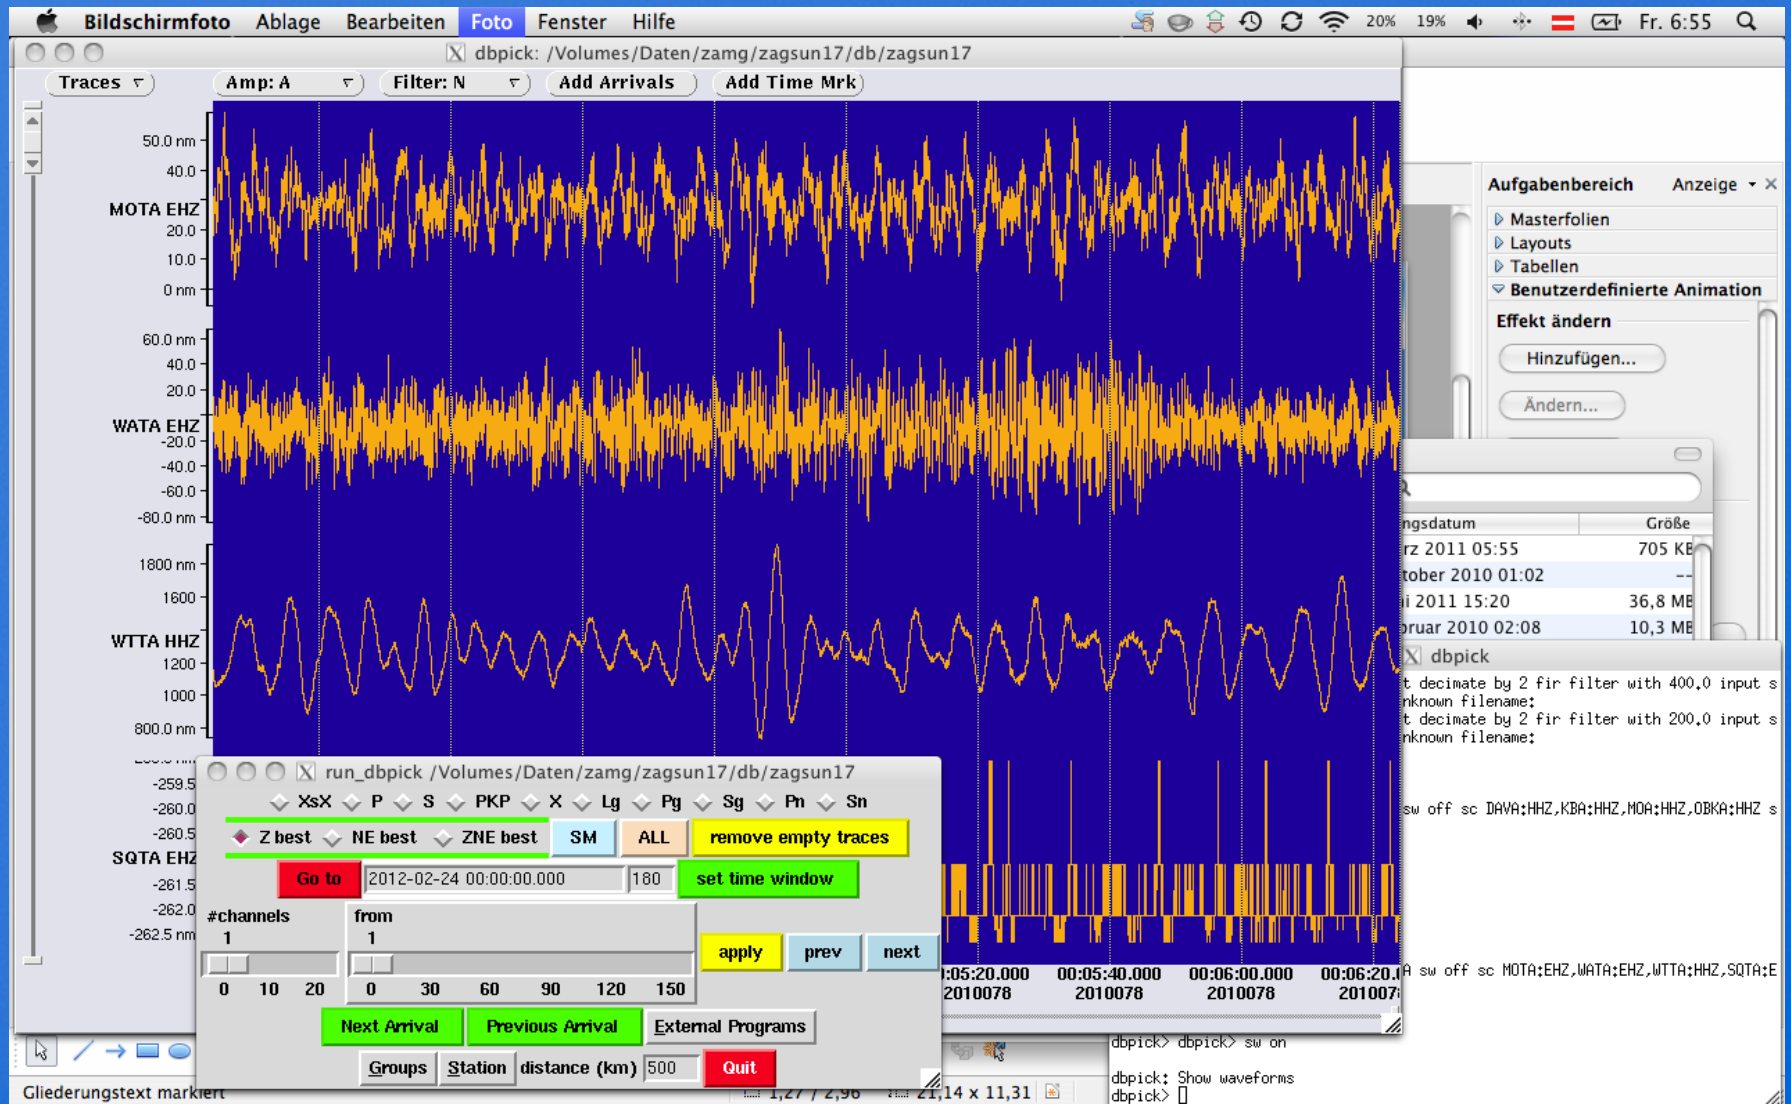 Bildschirmfoto Ablage Bearbeiten Foto Fenster Hilfe 20% 19% Fr. 6:55
dbpick: /Volumes/Daten/zamg/zagsun17/db/zagsun17
Traces Amp: A Filter: N Add Arrivals Add Time Mrk
50.0 nm
40.0
MOTA EHZ
20.0
10.0
0 nm
60.0 nm
40.0
20.0
WATA EHZ
-20.0
-40.0
-60.0
-80.0 nm
1800 nm
1600
WTTA HHZ
1200
1000
800.0 nm
-259.5
-260.0
-260.5
SQTA EHZ
-261.5
-262.0
-262.5 nm
:05:20.000 00:05:40.000 00:06:00.000 00:06:20.
2010078 2010078 2010078 201007
run_dbpick /Volumes/Daten/zamg/zagsun17/db/zagsun17
XsX P S PKP X Lg Pg Sg Pn Sn
Z best NE best ZNE best SM ALL remove empty traces
Go to 2012-02-24 00:00:00.000 180 set time window
#channels from
1 1
apply prev next
0 10 20 0 30 60 90 120 150
Next Arrival Previous Arrival External Programs
Groups Station distance (km) 500 Quit
Aufgabenbereich Anzeige
Masterfolien
Layouts
Tabellen
Benutzerdefinierte Animation
Effekt ändern
Hinzufügen...
Ändern...
ngsdatum Größe
rz 2011 05:55 705 KB
tober 2010 01:02 --
i 2011 15:20 36,8 MB
bruar 2010 02:08 10,3 MB
dbpick
t decimate by 2 fir filter with 400.0 input s
nknown filename:
t decimate by 2 fir filter with 200.0 input s
nknown filename:
sw off sc DAVA:HHZ,KBA:HHZ,MOA:HHZ,OBKA:HHZ s
A sw off sc MOTA:EHZ,WATA:EHZ,WTTA:HHZ,SQTA:E
dbpick> dbpick> sw on
dbpick: Show waveforms
dbpick>
Gliederungstext markiert 1,27 / 2,96 21,14 x 11,31